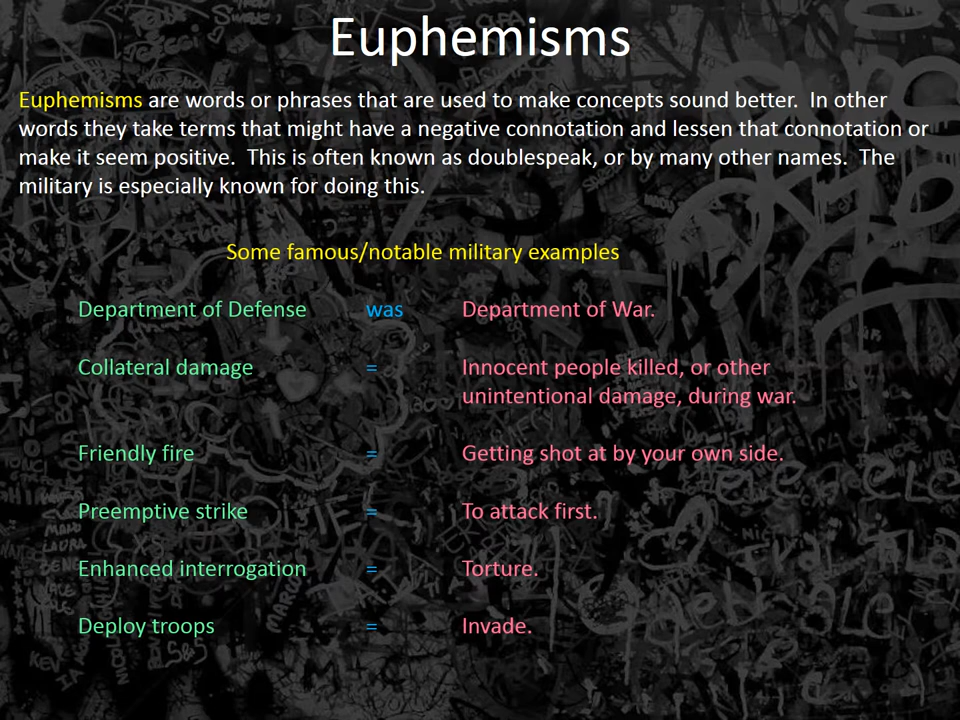 Euphemisms
Euphemisms are words or phrases that are used to make concepts sound better.  In other
words they take terms that might have a negative connotation and lessen that connotation or
make it seem positive.  This is often known as doublespeak, or by many other names.  The
military is especially known for doing this.
Some famous/notable military examples
Department of Defense was Department of War.
Collateral damage = Innocent people killed, or other
unintentional damage, during war.
Friendly fire = Getting shot at by your own side.
Preemptive strike = To attack first.
Enhanced interrogation = Torture.
Deploy troops = Invade.